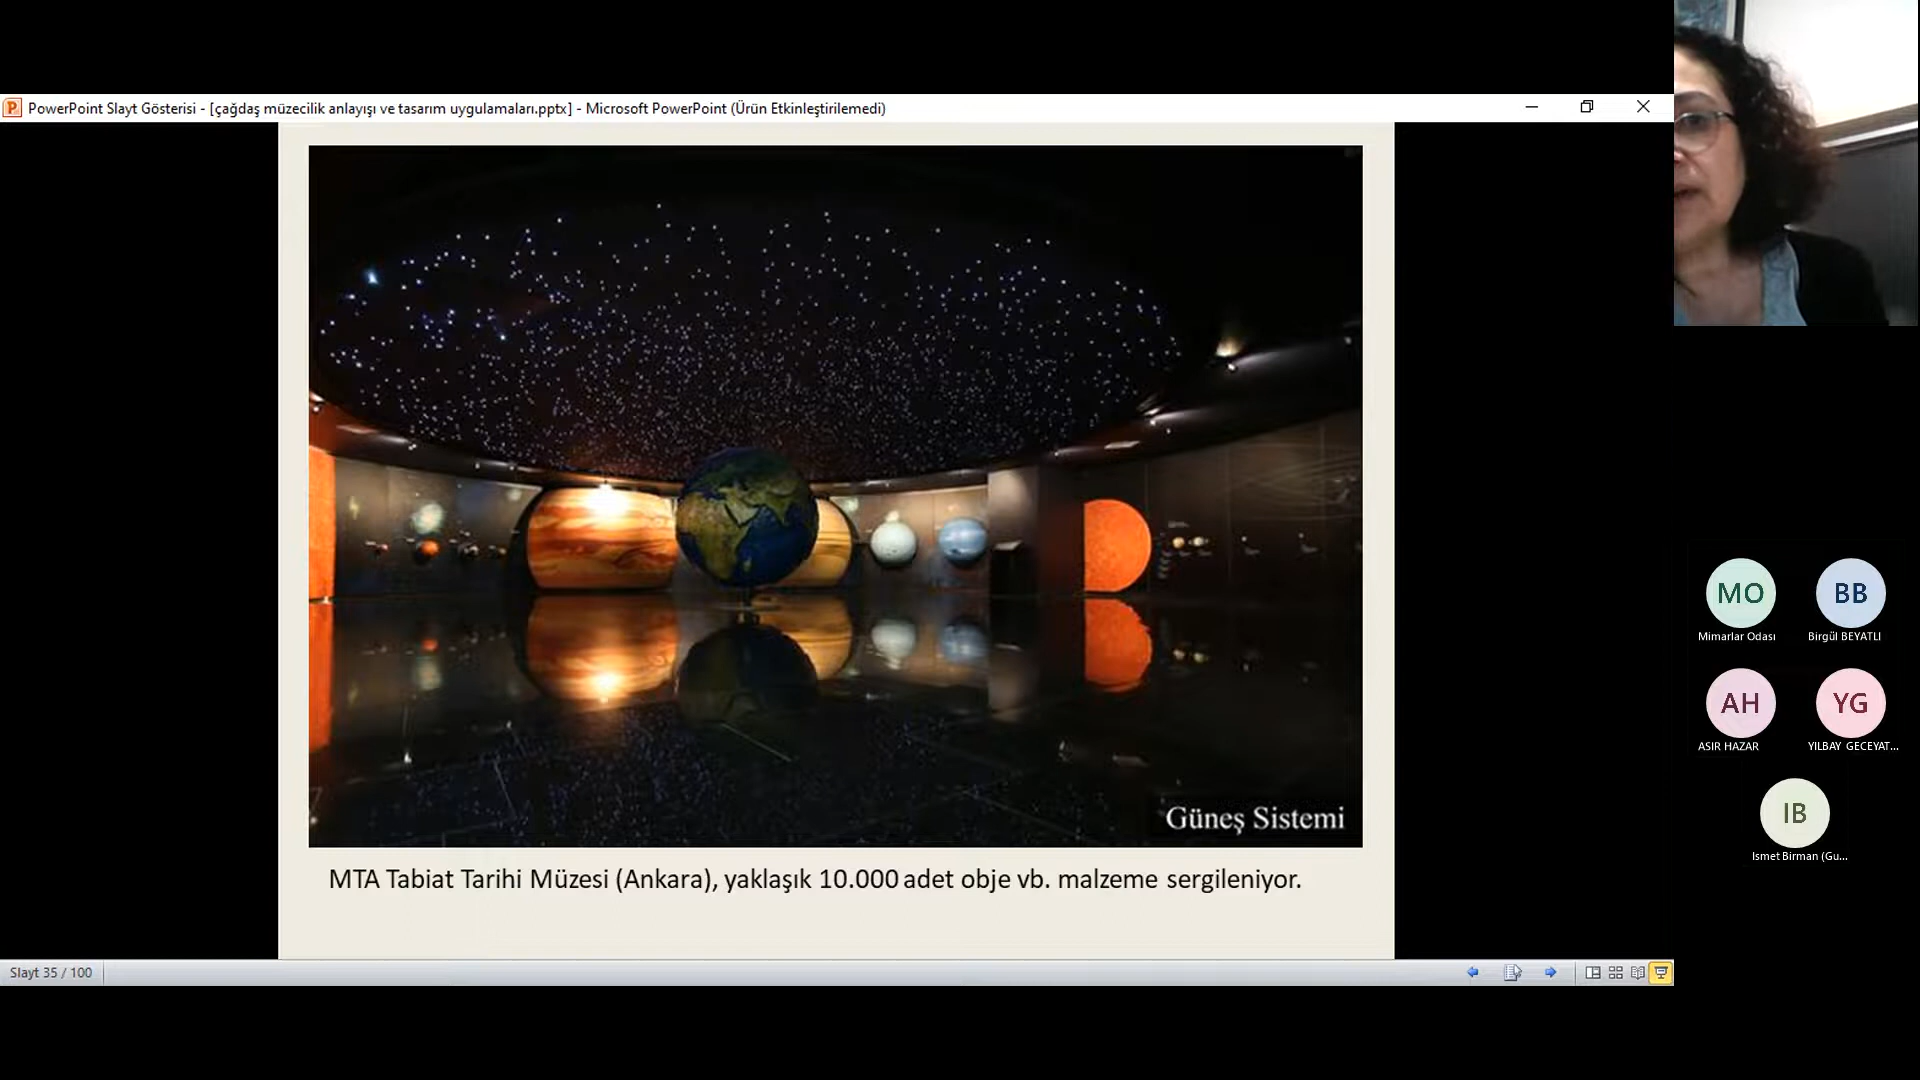 PowerPoint Slayt Gösterisi - [çağdaş müzecilik anlayışı ve tasarım uygulamaları.pptx] - Microsoft PowerPoint (Ürün Etkinleştirilemedi)
Güneş Sistemi
MTA Tabiat Tarihi Müzesi (Ankara), yaklaşık 10.000 adet obje vb. malzeme sergileniyor.
Slayt 35 / 100
MO
BB
Mimarlar Odası
Birgül BEYATLI
AH
YG
ASIR HAZAR
YILBAY GECEYAT...
IB
Ismet Birman (Gu...